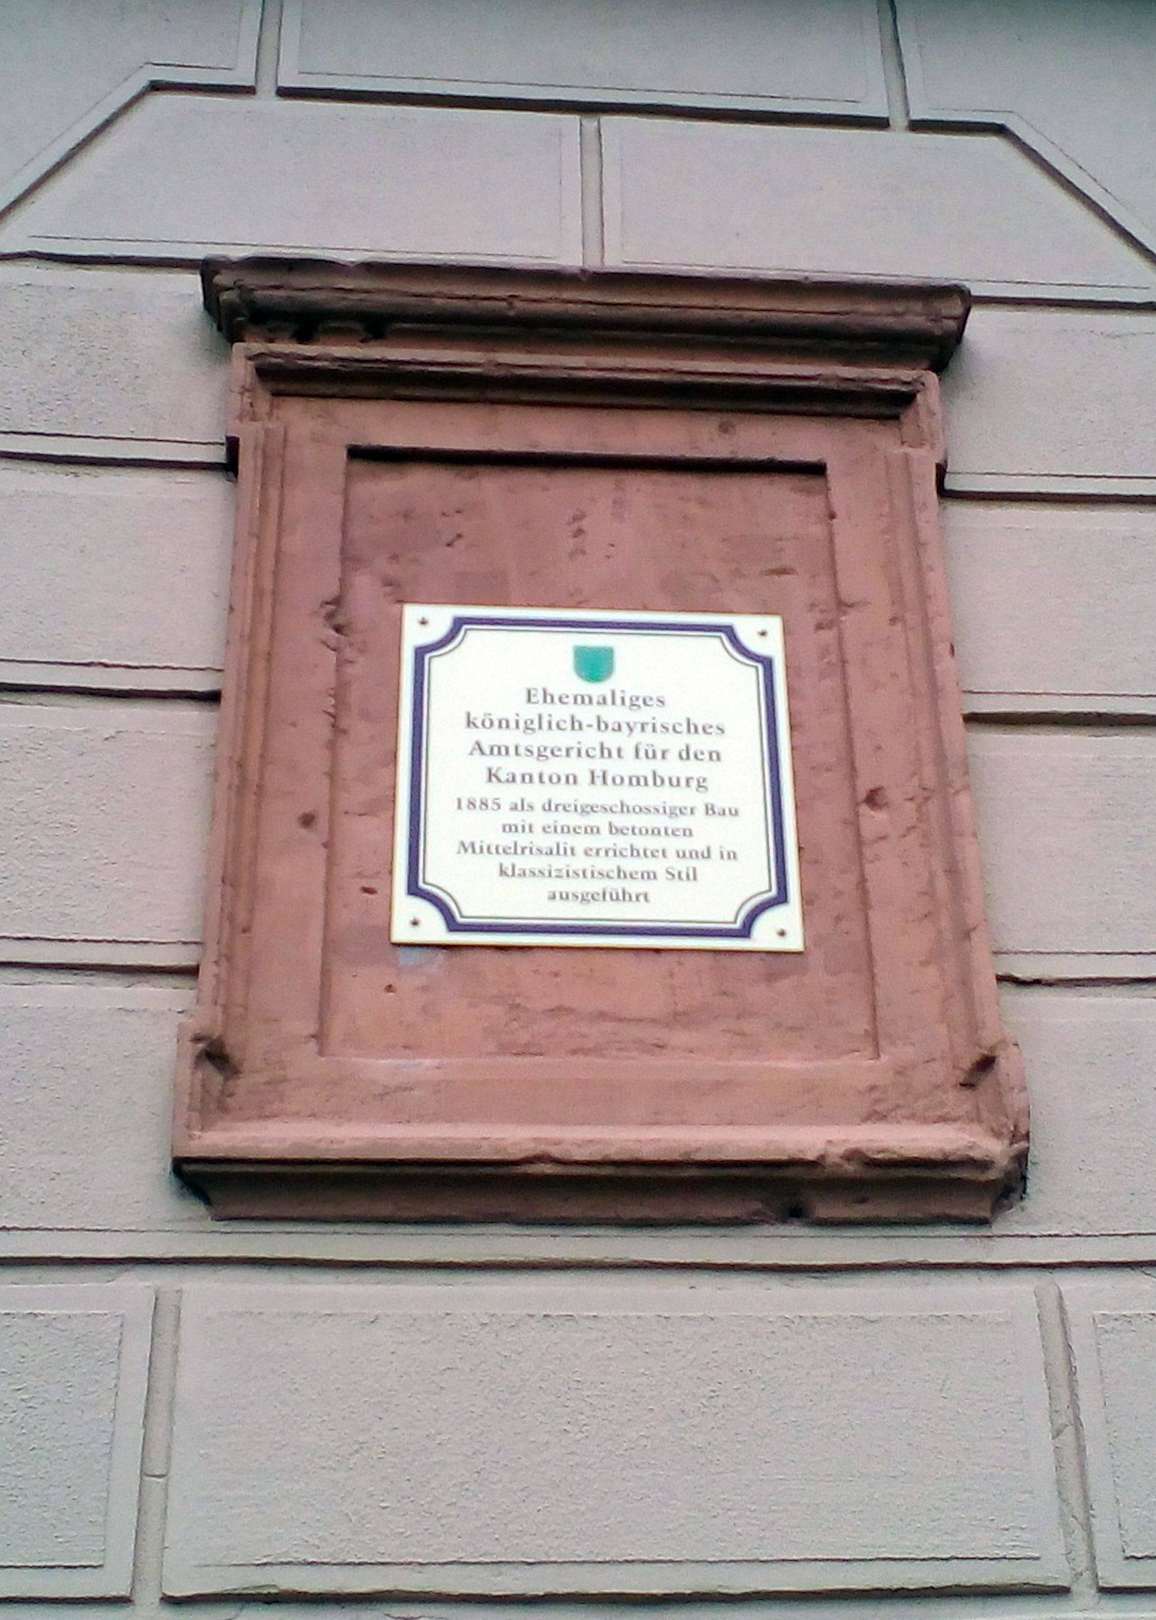 Ehemaliges
königlich-bayrisches
Amtsgericht für den
Kanton Homburg
1885 als dreigeschossiger Bau
mit einem betonten
Mittelrisalit errichtet und in
klassizistischem Stil
ausgeführt